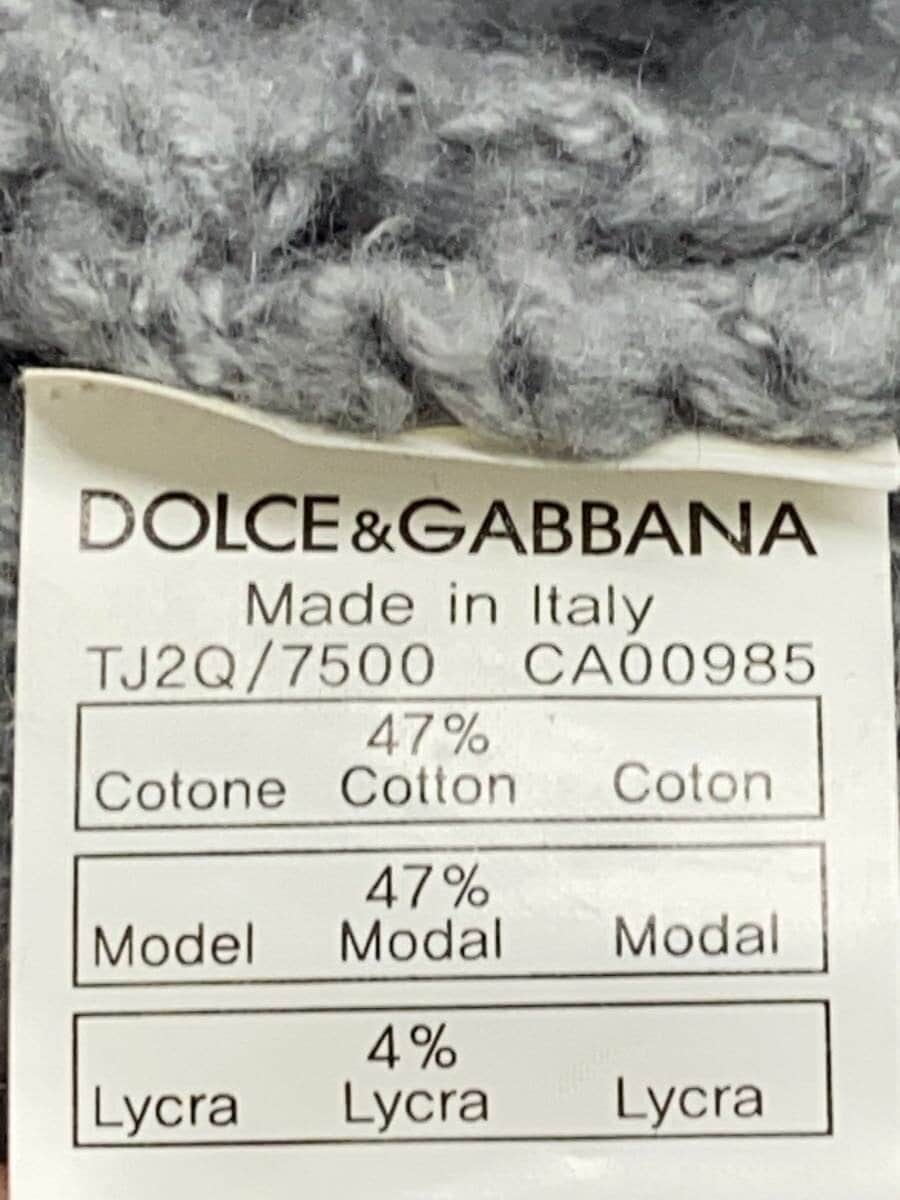 DOLCE&GABBANA
Made in Italy
TJ2Q/7500 CA00985
47%
Cotone Cotton Coton
47%
Model Modal Modal
4%
Lycra Lycra Lycra